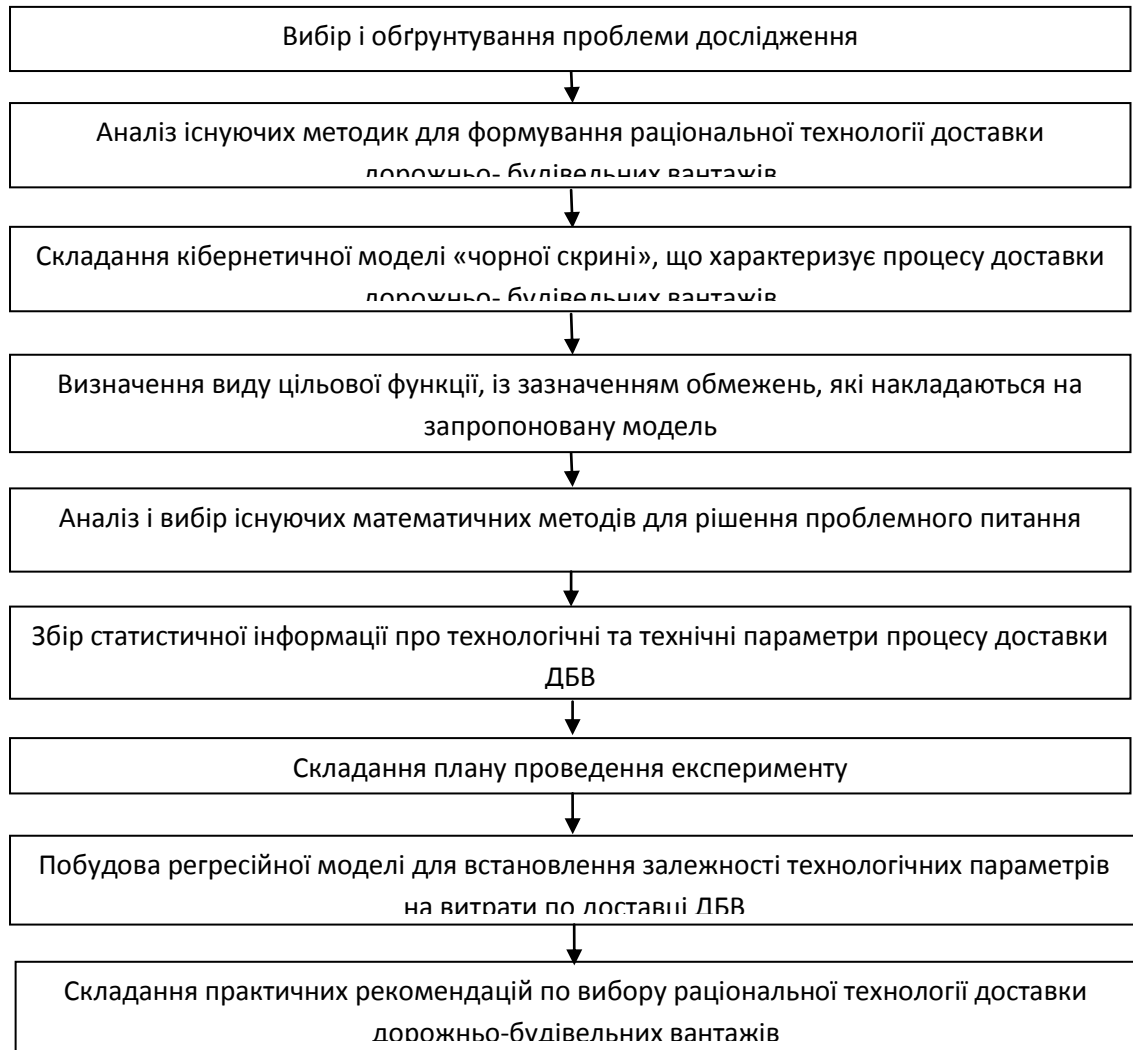 Вибір і обґрунтування проблеми дослідження
Аналіз існуючих методик для формування раціональної технології доставки
дорожньо- будівельних вантажів
Складання кібернетичної моделі «чорної скрині», що характеризує процесу доставки
дорожньо- будівельних вантажів
Визначення виду цільової функції, із зазначенням обмежень, які накладаються на
запропоновану модель
Аналіз і вибір існуючих математичних методів для рішення проблемного питання
Збір статистичної інформації про технологічні та технічні параметри процесу доставки
ДБВ
Складання плану проведення експерименту
Побудова регресійної моделі для встановлення залежності технологічних параметрів
на витрати по доставці ДБВ
Складання практичних рекомендацій по вибору раціональної технології доставки
дорожньо-будівельних вантажів